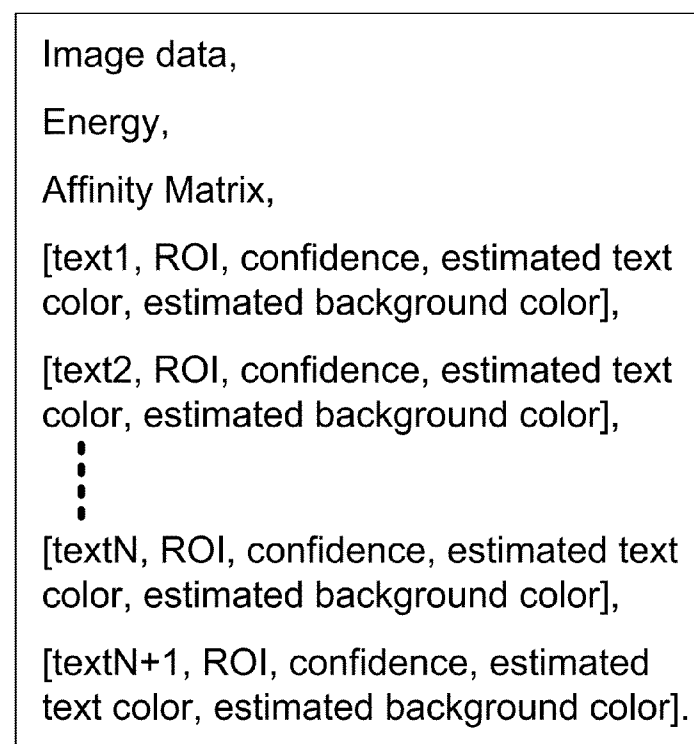 Image data,
Energy,
Affinity Matrix,
[text1, ROI, confidence, estimated text
color, estimated background color],
[text2, ROI, confidence, estimated text
color, estimated background color],
[textN, ROI, confidence, estimated text
color, estimated background color],
[textN+1, ROI, confidence, estimated
text color, estimated background color].